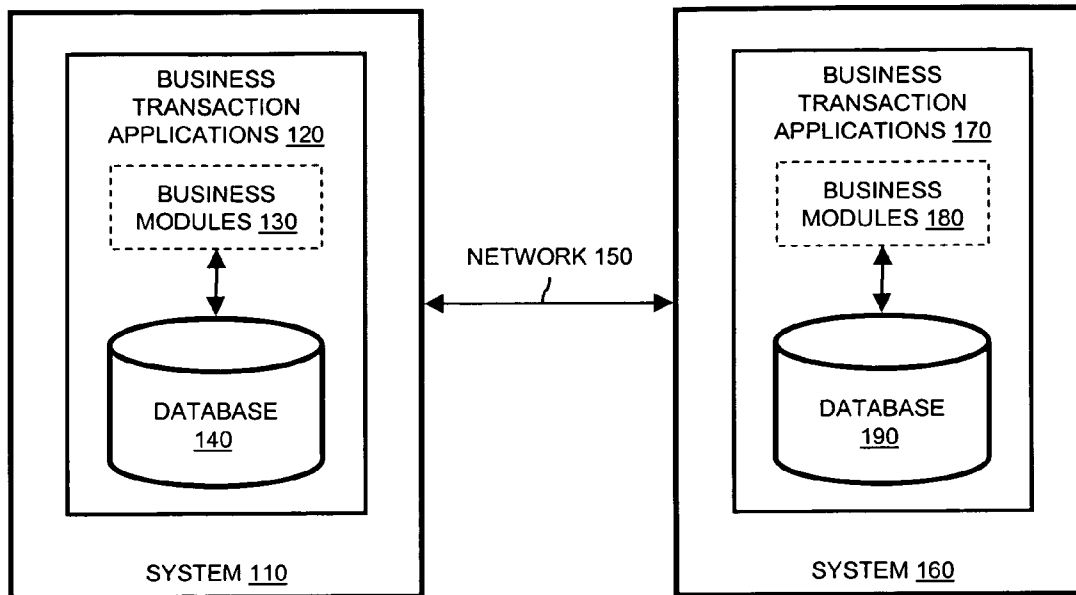 BUSINESS
TRANSACTION
APPLICATIONS 120
BUSINESS
MODULES 130
DATABASE
140
SYSTEM 110
NETWORK 150
BUSINESS
TRANSACTION
APPLICATIONS 170
BUSINESS
MODULES 180
DATABASE
190
SYSTEM 160